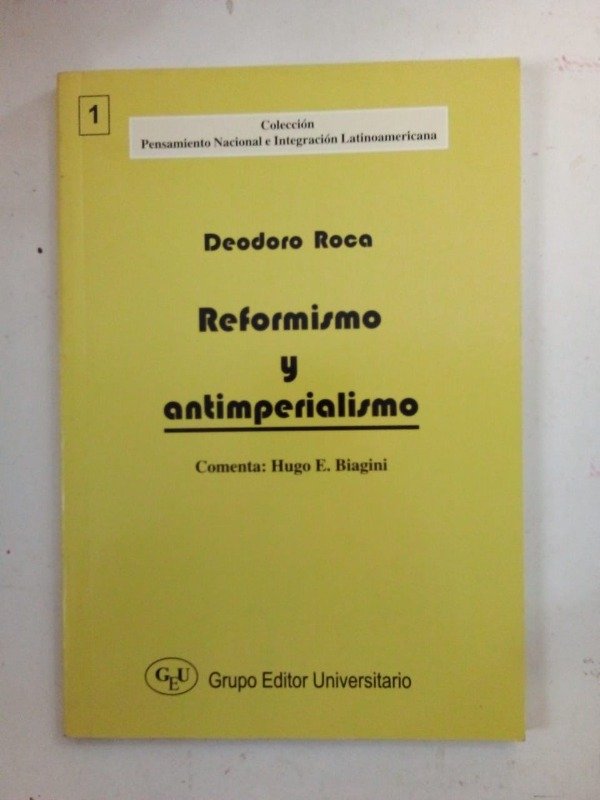 1
Colección
Pensamiento Nacional e Integración Latinoamericana
Deodoro Roca
Reformismo
y
antimperialismo
Comenta: Hugo E. Biagini
GEU Grupo Editor Universitario